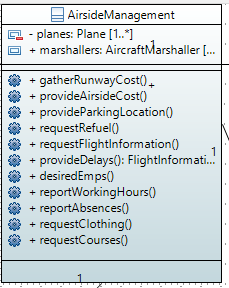 AirsideManagement
- planes: Plane [1..*]
+ marshallers: AircraftMarshaller [...
1
+ gatherRunwayCost()
+
+ provideAirsideCost()
+ provideParkingLocation()
+ requestRefuel()
+ requestFlightInformation()
+ provideDelays(): FlightInformati...
1
+ desiredEmps()
+ reportWorkingHours()
+ reportAbsences()
+ requestClothing()
+ requestCourses()
1